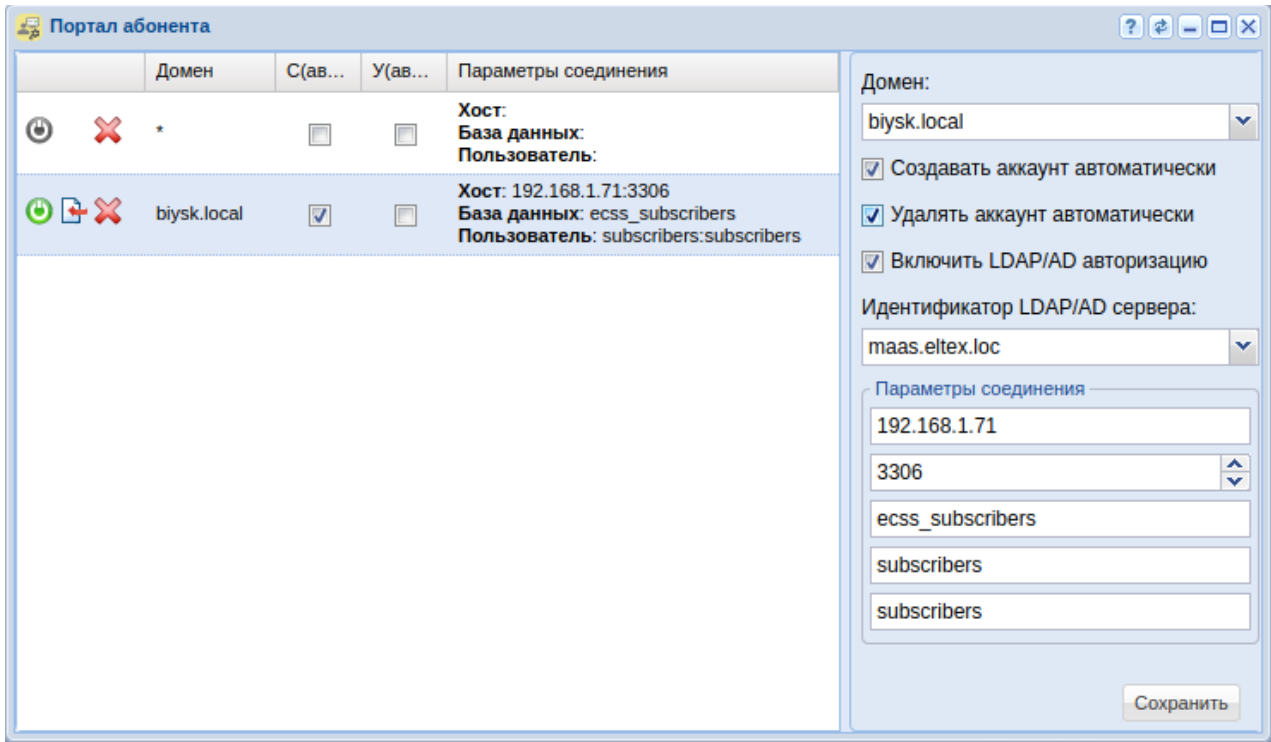 Портал абонента
Домен С(ав... У(ав... Параметры соединения
* Хост:
База данных:
Пользователь:
biysk.local Хост: 192.168.1.71:3306
База данных: ecss_subscribers
Пользователь: subscribers:subscribers
Домен:
biysk.local
Создавать аккаунт автоматически
Удалять аккаунт автоматически
Включить LDAP/AD авторизацию
Идентификатор LDAP/AD сервера:
maas.eltex.loc
Параметры соединения
192.168.1.71
3306
ecss_subscribers
subscribers
subscribers
Сохранить